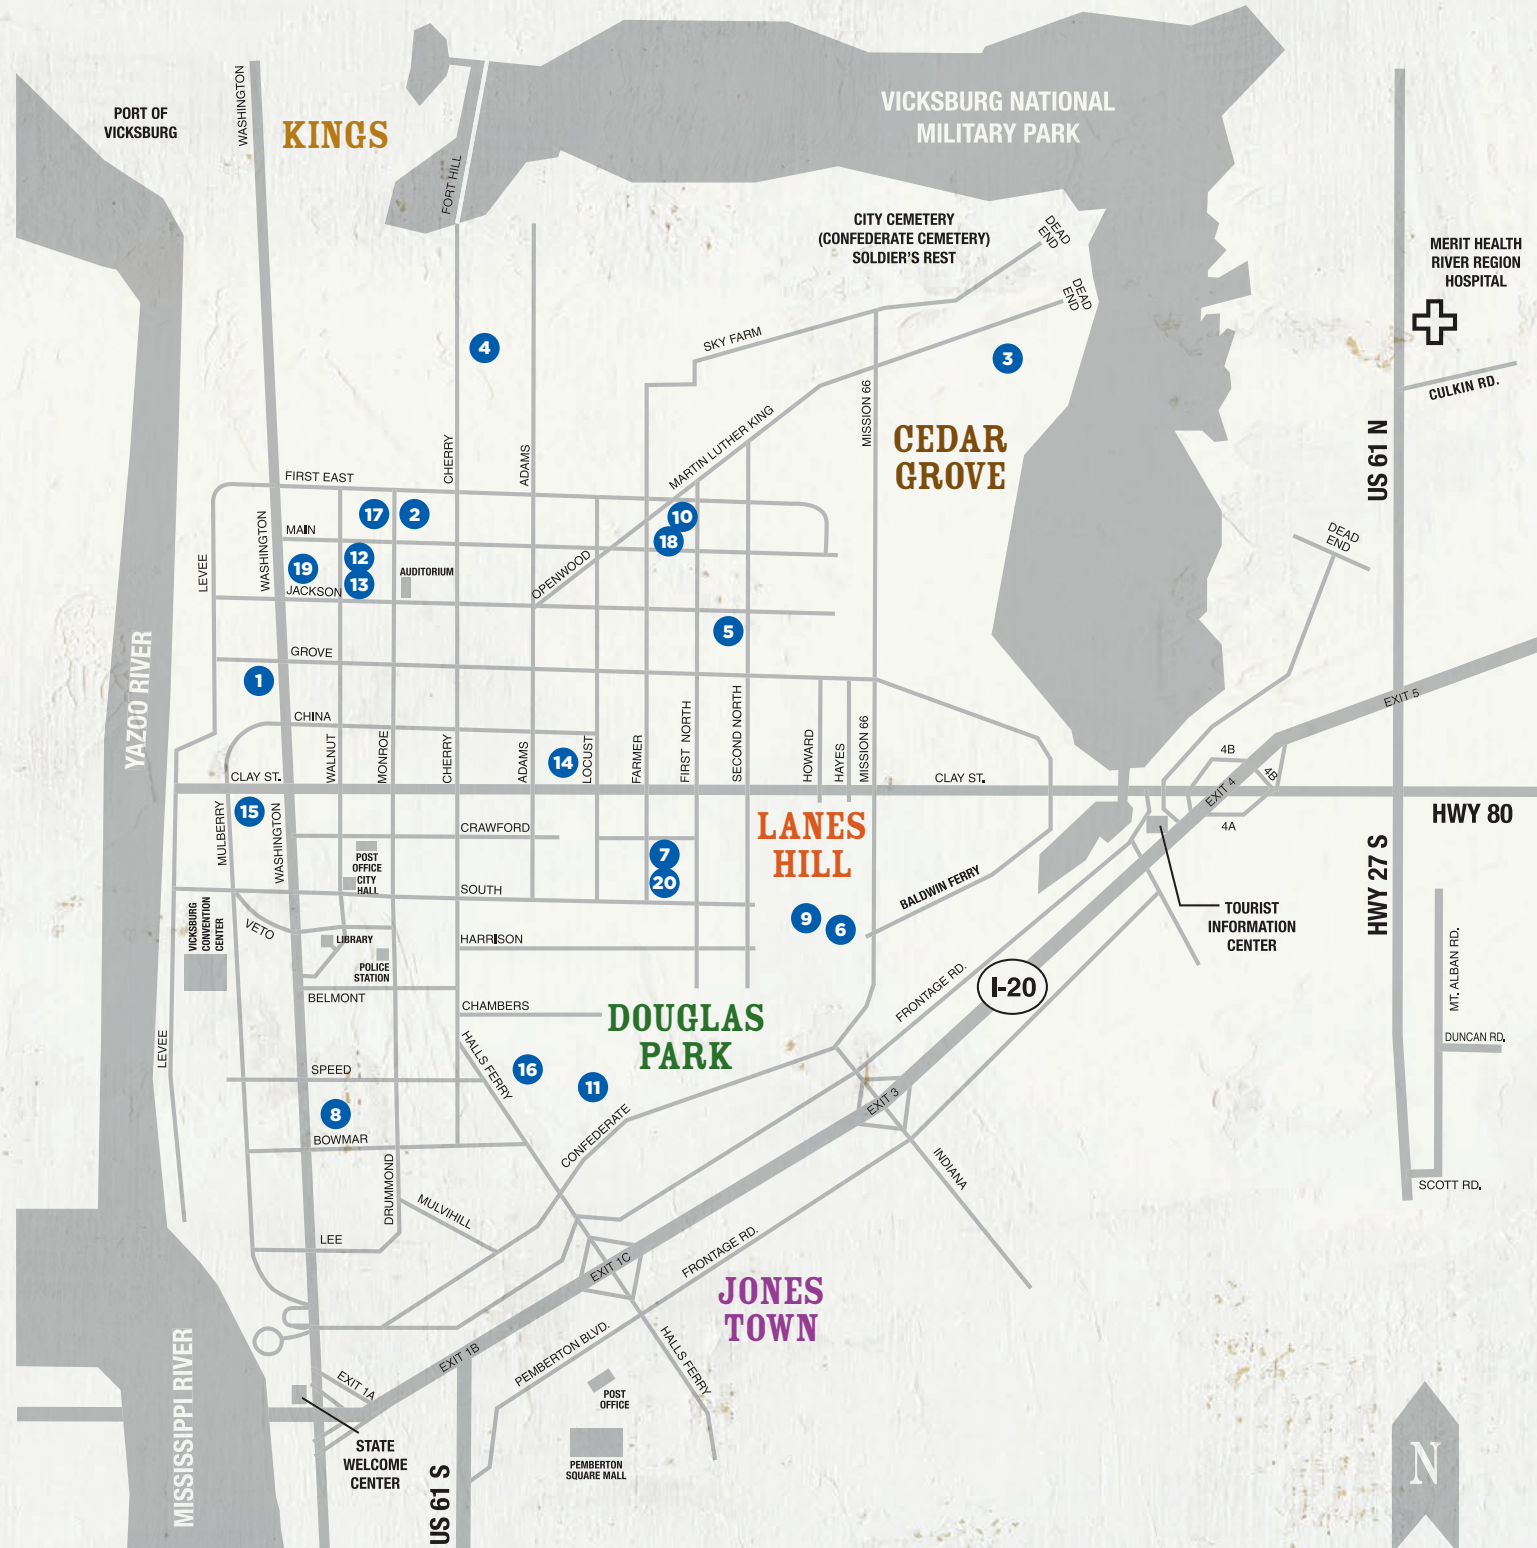 PORT OF
VICKSBURG
WASHINGTON
KINGS
FORT HILL
VICKSBURG NATIONAL
MILITARY PARK
CITY CEMETERY
(CONFEDERATE CEMETERY)
SOLDIER'S REST
DEAD
END
DEAD
END
MERIT HEALTH
RIVER REGION
HOSPITAL
CULKIN RD.
US 61 N
4
SKY FARM
3
MISSION 66
MARTIN LUTHER KING
CEDAR
GROVE
CHERRY
ADAMS
FIRST EAST
17
2
10
18
MAIN
WASHINGTON
LEVEE
19
12
13
JACKSON
AUDITORIUM
OPENWOOD
DEAD
END
5
GROVE
1
YAZOO RIVER
CHINA
WALNUT
MONROE
CHERRY
ADAMS
14
LOCUST
FARMER
FIRST NORTH
SECOND NORTH
HOWARD
HAYES
MISSION 66
CLAY ST.
CLAY ST.
EXIT 5
4B
4B
EXIT 4
4A
HWY 80
15
MULBERRY
WASHINGTON
CRAWFORD
LANES
HILL
POST
OFFICE
CITY
HALL
7
20
SOUTH
BALDWIN FERRY
HWY 27 S
TOURIST
INFORMATION
CENTER
9
6
VICKSBURG
CONVENTION
CENTER
VETO
LIBRARY
HARRISON
POLICE
STATION
MT. ALBAN RD.
FRONTAGE RD.
I-20
BELMONT
CHAMBERS
DOUGLAS
PARK
DUNCAN RD.
LEVEE
HALLS FERRY
SPEED
16
11
8
BOWMAR
CONFEDERATE
EXIT 3
INDIANA
SCOTT RD.
DRUMMOND
MULVIHILL
LEE
EXIT 1C
FRONTAGE RD.
JONES
TOWN
MISSISSIPPI RIVER
EXIT 1B
PEMBERTON BLVD.
HALLS FERRY
EXIT 1A
POST
OFFICE
STATE
WELCOME
CENTER
PEMBERTON
SQUARE MALL
US 61 S
N